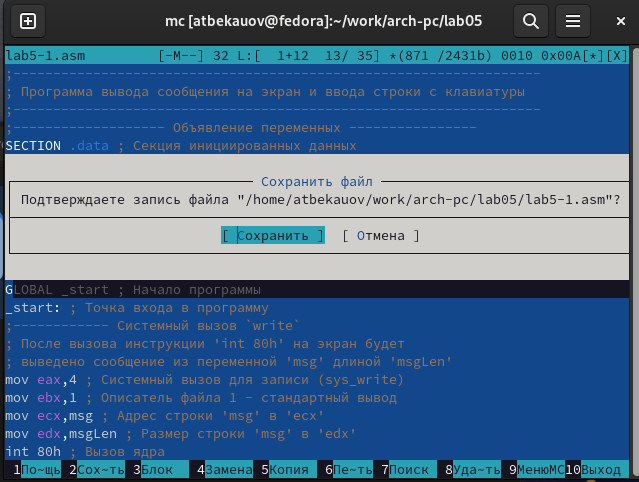 mc [atbekauov@fedora]:~/work/arch-pc/lab05
lab5-1.asm [-M--] 32 L:[ 1+12 13/ 35] *(871 /2431b) 0010 0x00A[*][X]
;------------------------------------------------------------------
; Программа вывода сообщения на экран и ввода строки с клавиатуры
;------------------------------------------------------------------
;------------------- Объявление переменных ----------------
SECTION .data ; Секция инициированных данных
Сохранить файл
Подтверждаете запись файла "/home/atbekauov/work/arch-pc/lab05/lab5-1.asm"?
[ Сохранить ] [ Отмена ]
GLOBAL _start ; Начало программы
_start: ; Точка входа в программу
;------------ Системный вызов `write`
; После вызова инструкции 'int 80h' на экран будет
; выведено сообщение из переменной 'msg' длиной 'msgLen'
mov eax,4 ; Системный вызов для записи (sys_write)
mov ebx,1 ; Описатель файла 1 - стандартный вывод
mov ecx,msg ; Адрес строки 'msg' в 'ecx'
mov edx,msgLen ; Размер строки 'msg' в 'edx'
int 80h ; Вызов ядра
1По~щь 2Сох~ть 3Блок 4Замена 5Копия 6Пе~ть 7Поиск 8Уда~ть 9МенюМС 10Выход